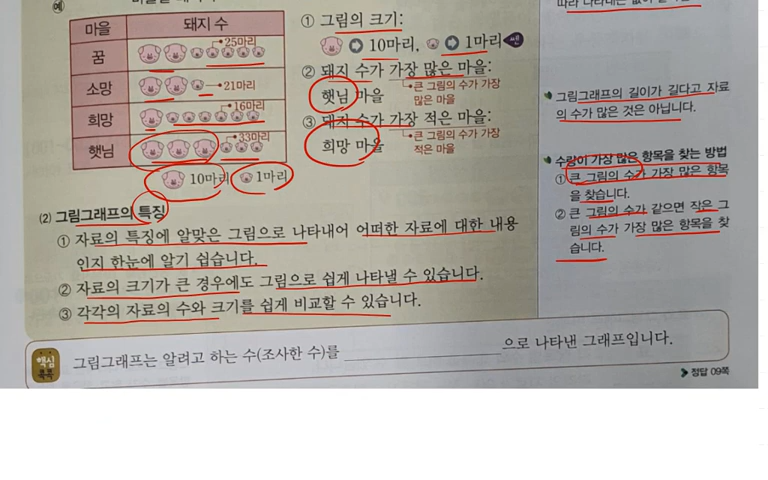 예
마을 돼지 수
꿈 25마리
소망 21마리
희망 16마리
햇님 33마리
10마리 1마리
① 그림의 크기:
10마리, 1마리 쌤
② 돼지 수가 가장 많은 마을:
햇님 마을
큰 그림의 수가 가장
많은 마을
③ 돼지 수가 가장 적은 마을:
희망 마을
큰 그림의 수가 가장
적은 마을
(2) 그림그래프의 특징
① 자료의 특징에 알맞은 그림으로 나타내어 어떠한 자료에 대한 내용
인지 한눈에 알기 쉽습니다.
② 자료의 크기가 큰 경우에도 그림으로 쉽게 나타낼 수 있습니다.
③ 각각의 자료의 수와 크기를 쉽게 비교할 수 있습니다.
그림그래프의 길이가 길다고 자료
의 수가 많은 것은 아닙니다.
수량이 가장 많은 항목을 찾는 방법
① 큰 그림의 수가 가장 많은 항목
을 찾습니다.
② 큰 그림의 수가 같으면 작은 그
림의 수가 가장 많은 항목을 찾
습니다.
핵심
콕콕
그림그래프는 알려고 하는 수(조사한 수)를 으로 나타낸 그래프입니다.
정답 09쪽